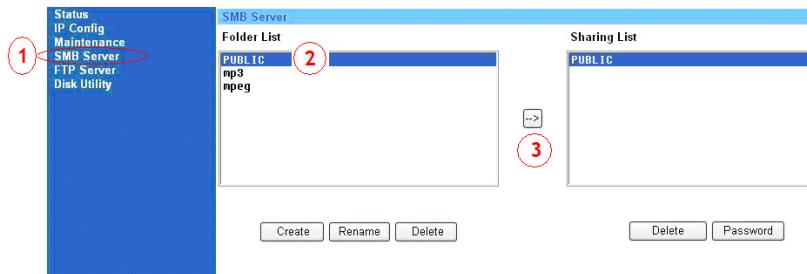 Status
IP Config
Maintenance
1
SMB Server
FTP Server
Disk Utility
SMB Server
Folder List
PUBLIC
2
mp3
mpeg
-->
3
Create
Rename
Delete
Sharing List
PUBLIC
Delete
Password